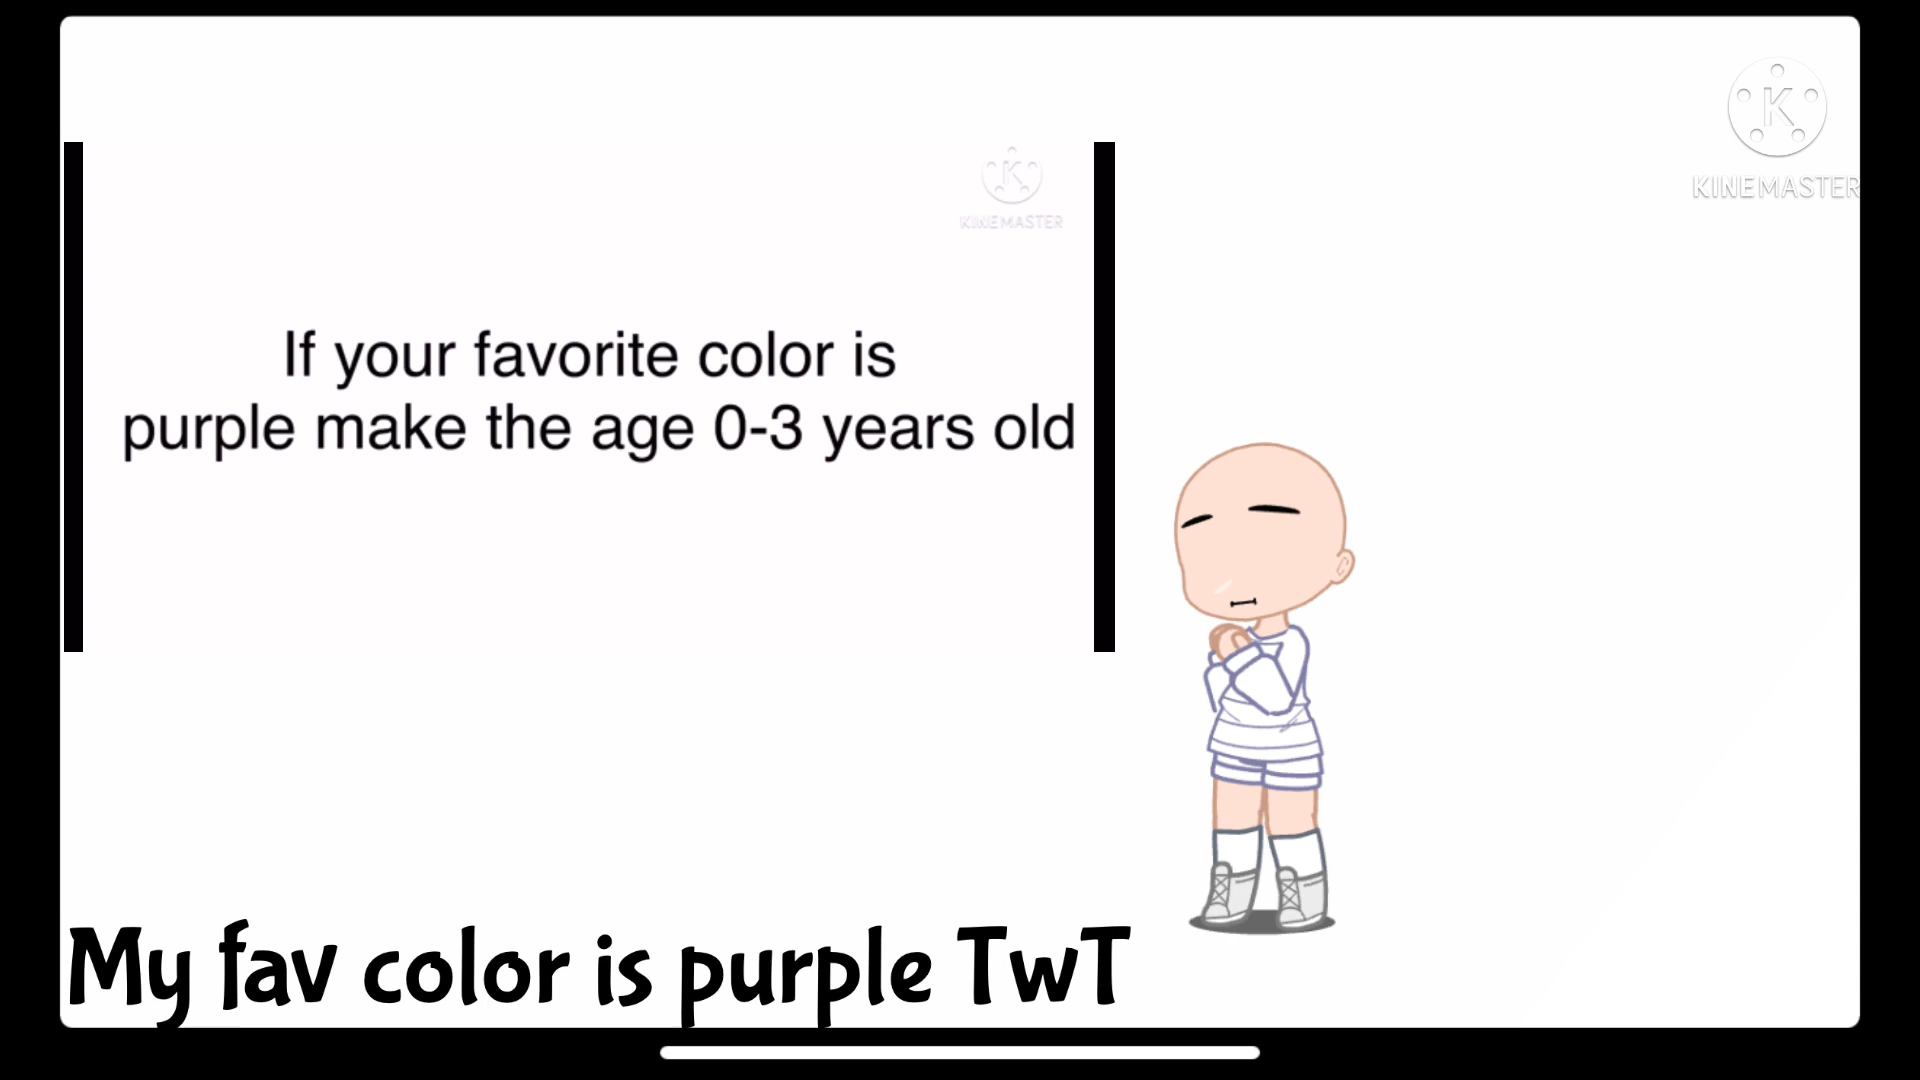 KINEMASTER
KINEMASTER
If your favorite color is
purple make the age 0-3 years old
My fav color is purple TwT